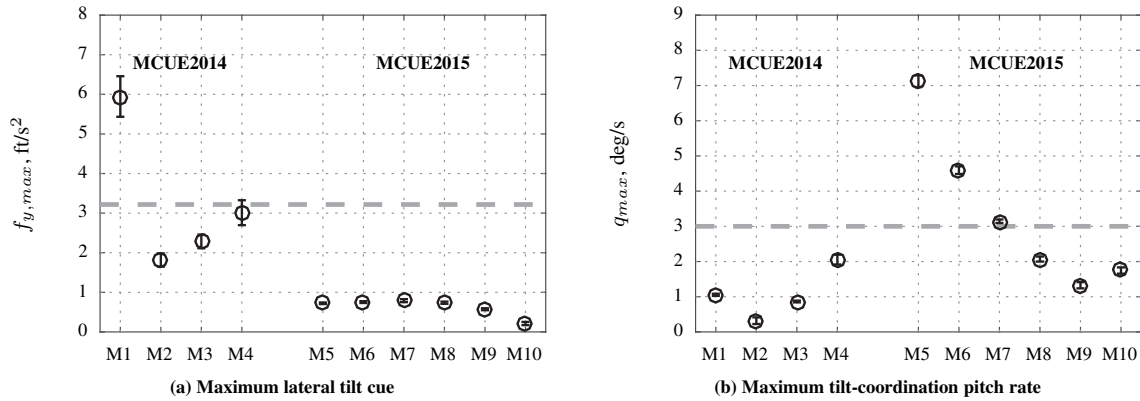 8
7
6
5
4
3
2
1
0
f_{y,max}, ft/s²
MCUE2014
MCUE2015
M1 M2 M3 M4 M5 M6 M7 M8 M9 M10
(a) Maximum lateral tilt cue
9
8
7
6
5
4
3
2
1
0
q_{max}, deg/s
MCUE2014
MCUE2015
M1 M2 M3 M4 M5 M6 M7 M8 M9 M10
(b) Maximum tilt-coordination pitch rate